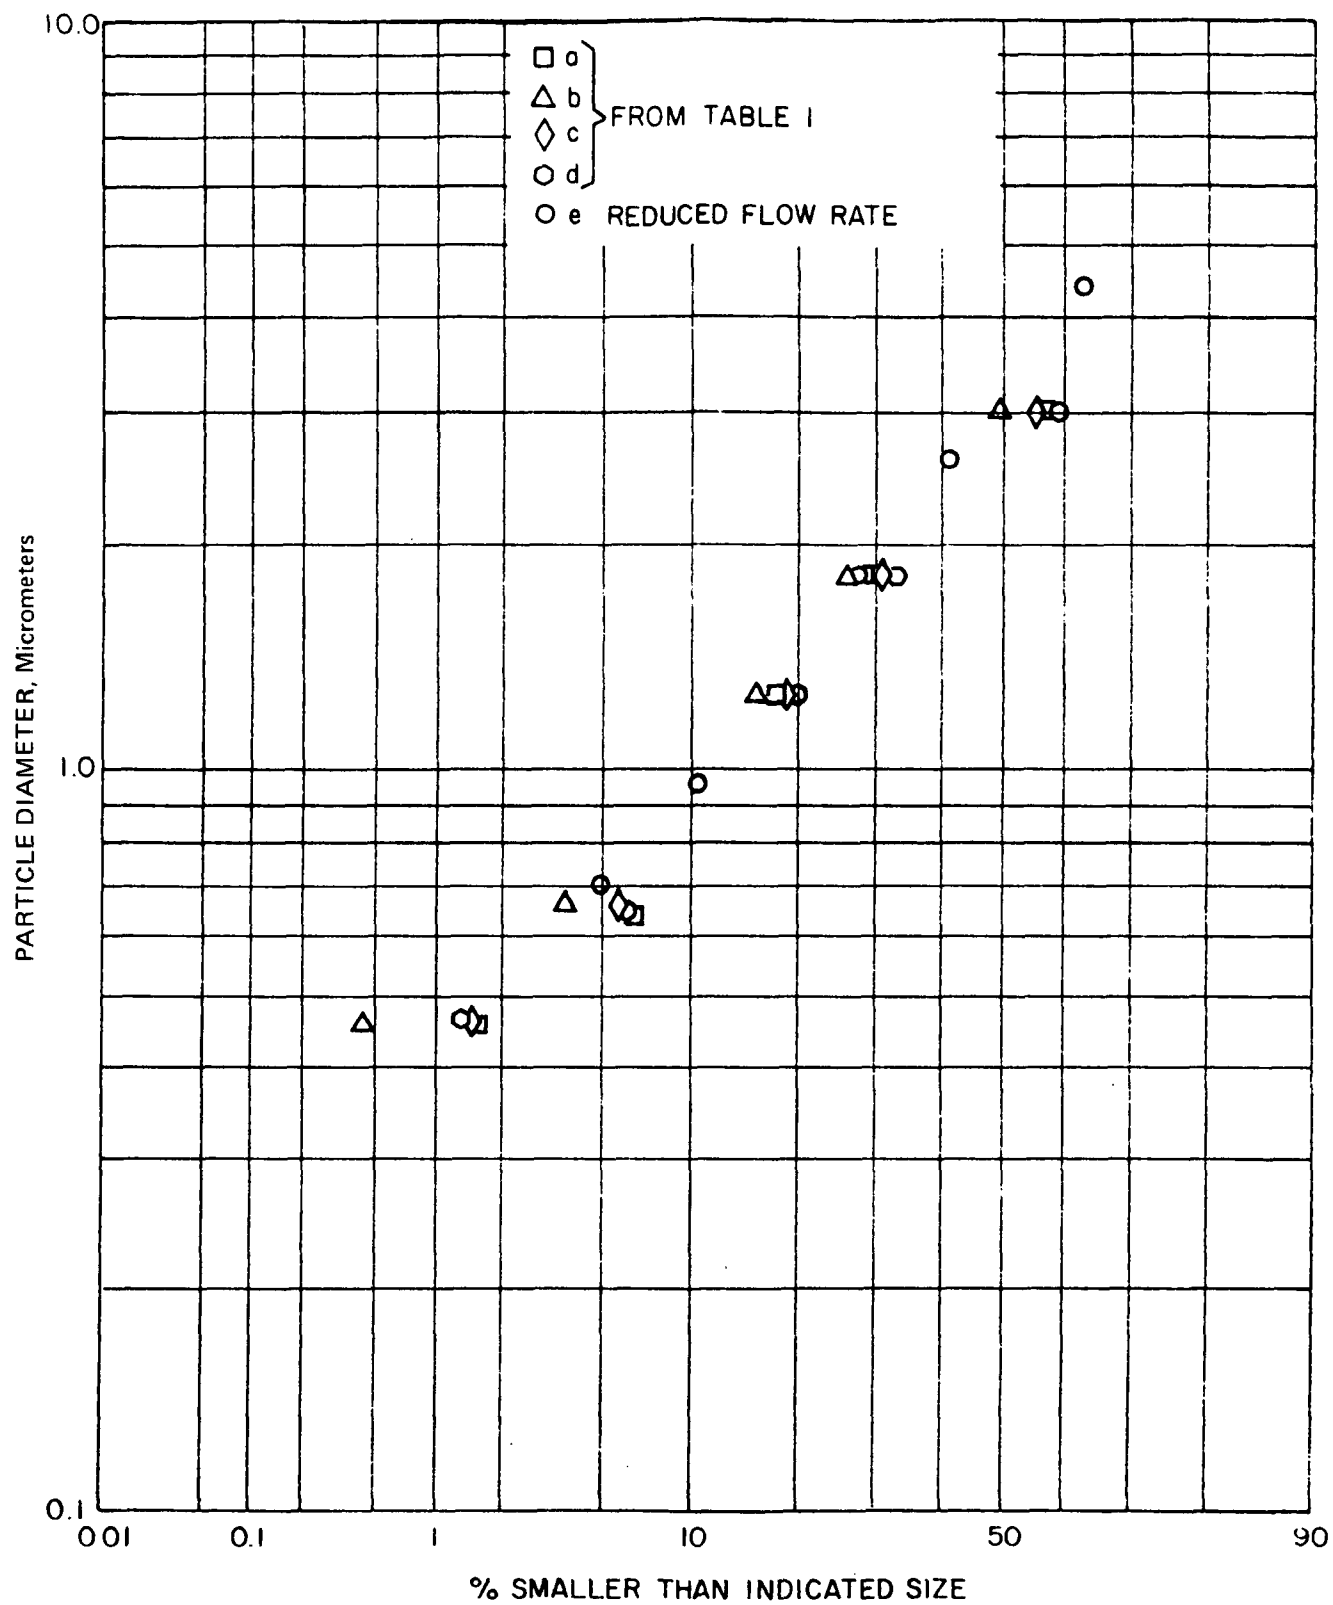 10.0
a
b
FROM TABLE 1
c
d
e REDUCED FLOW RATE
PARTICLE DIAMETER, Micrometers
1.0
0.1
0 01 0.1 1 10 50 90
% SMALLER THAN INDICATED SIZE